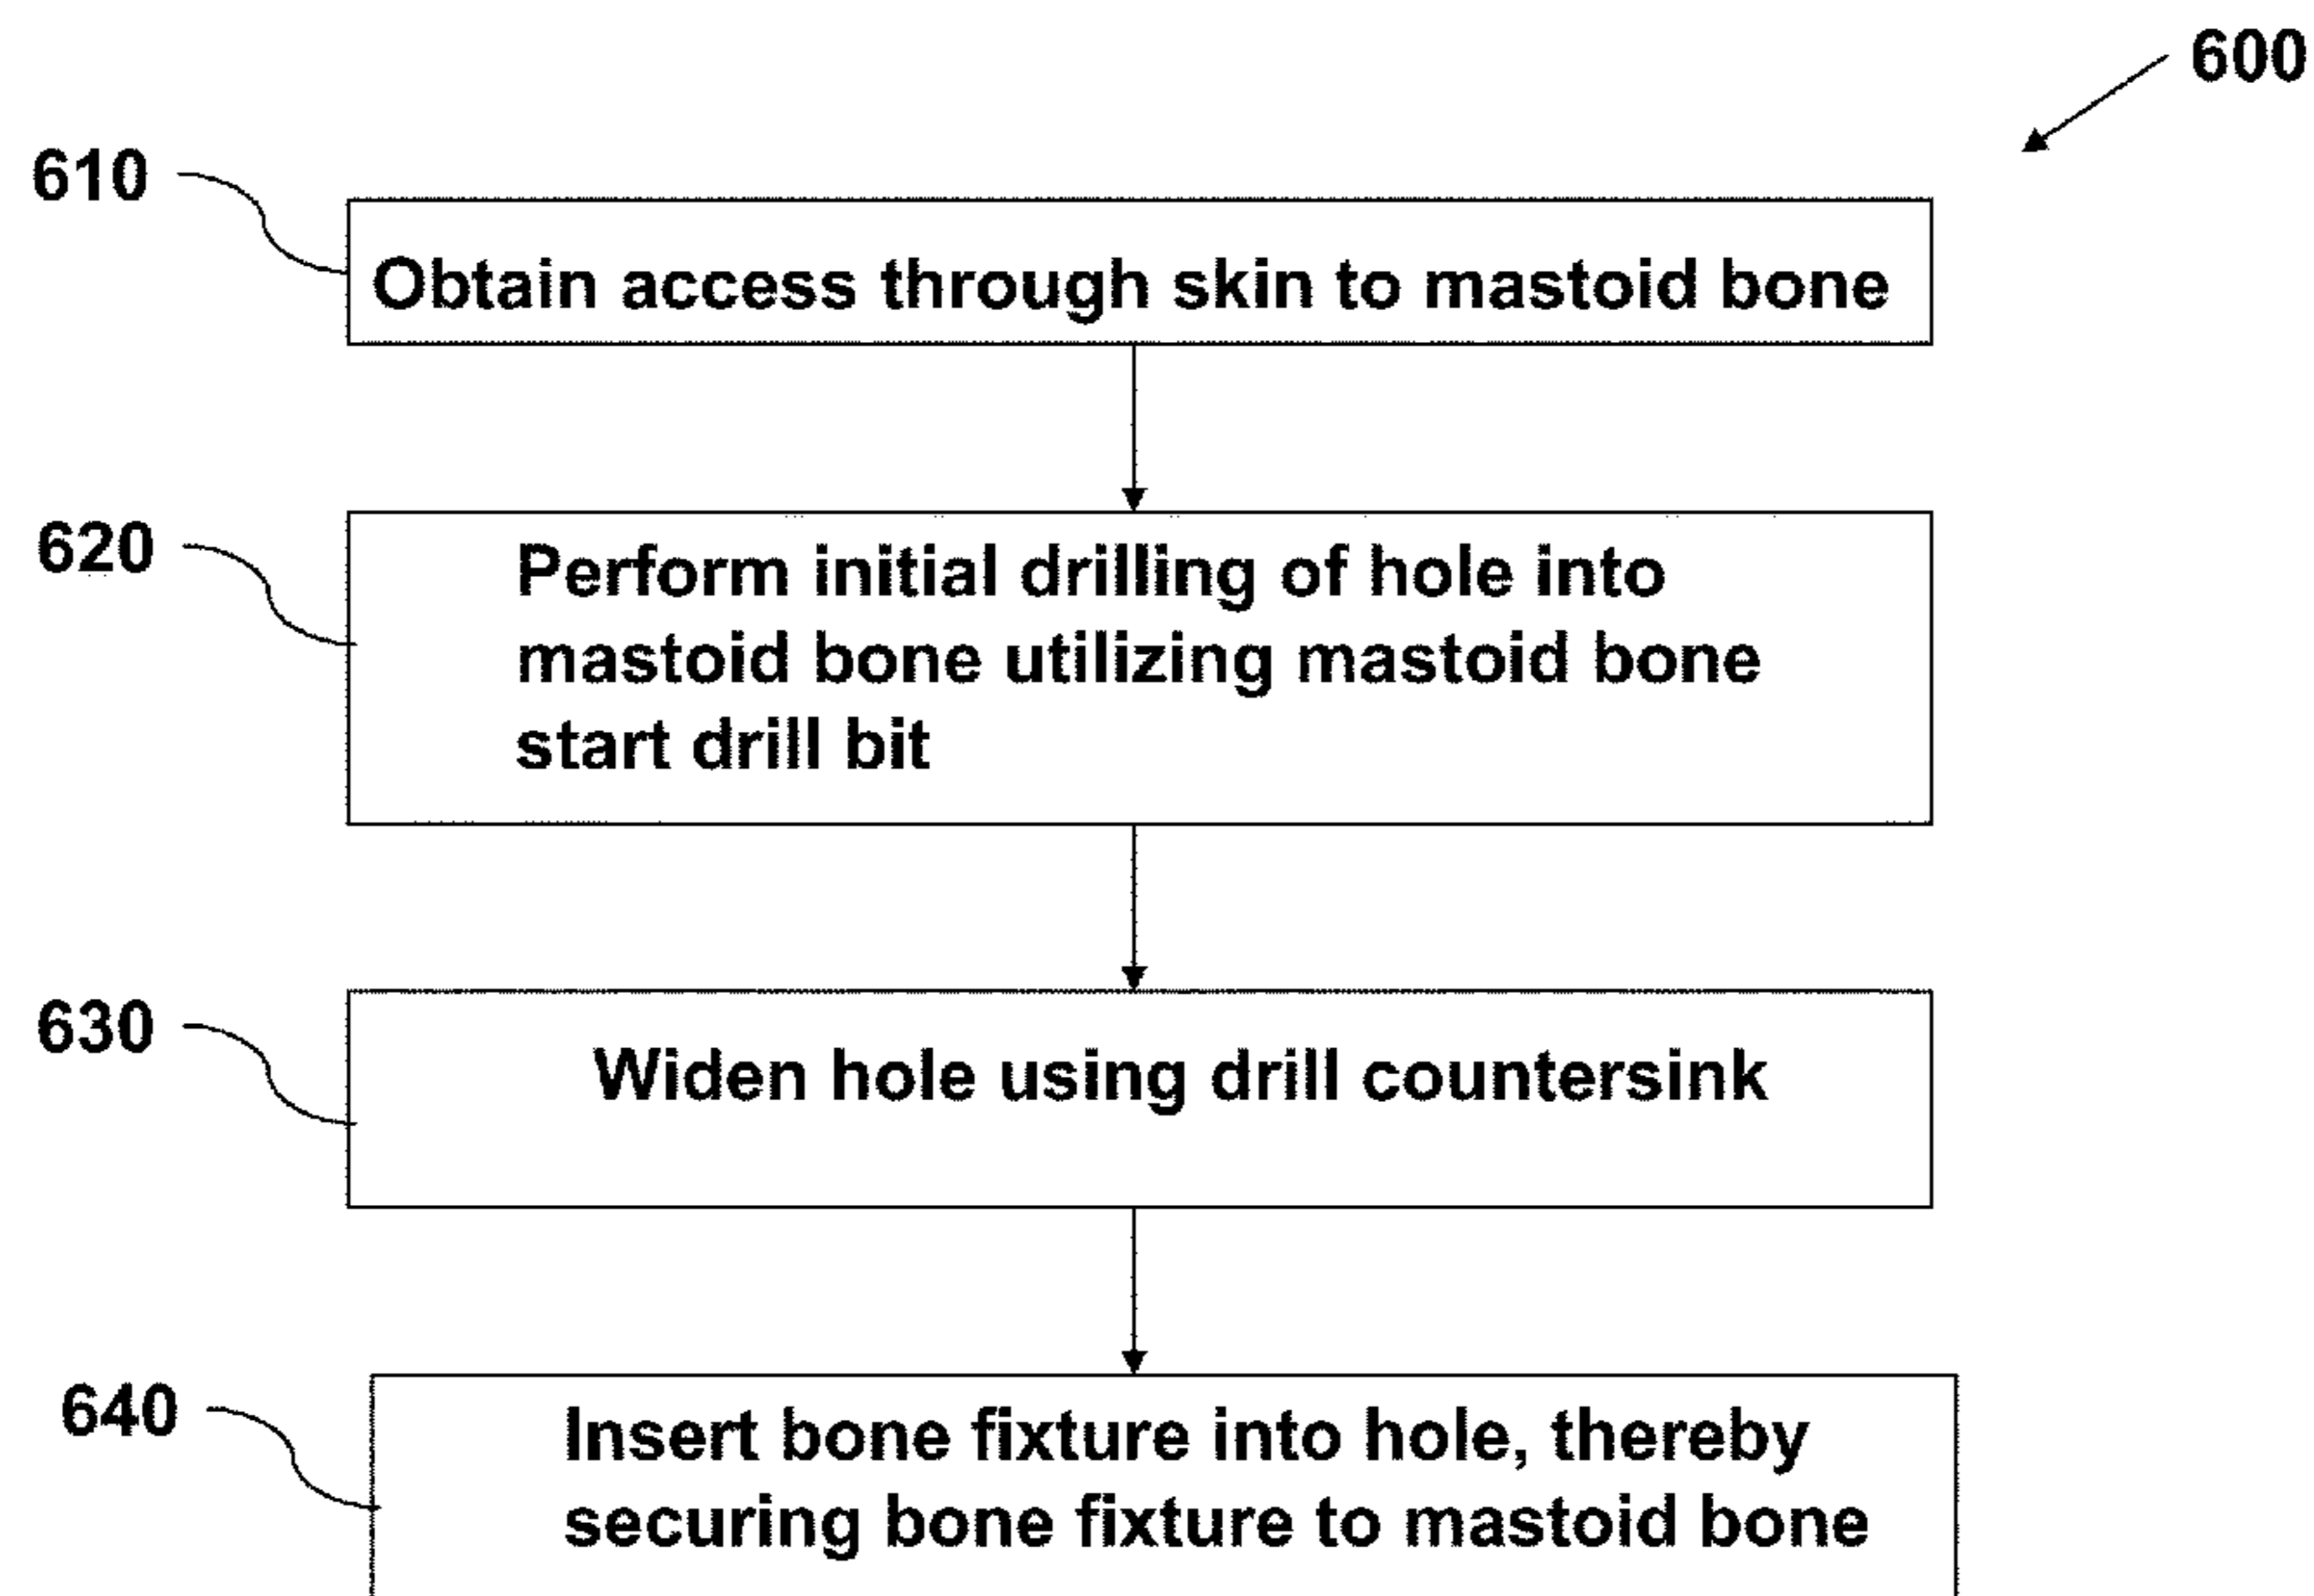 600
610
Obtain access through skin to mastoid bone
620
Perform initial drilling of hole into
mastoid bone utilizing mastoid bone
start drill bit
630
Widen hole using drill countersink
640
Insert bone fixture into hole, thereby
securing bone fixture to mastoid bone